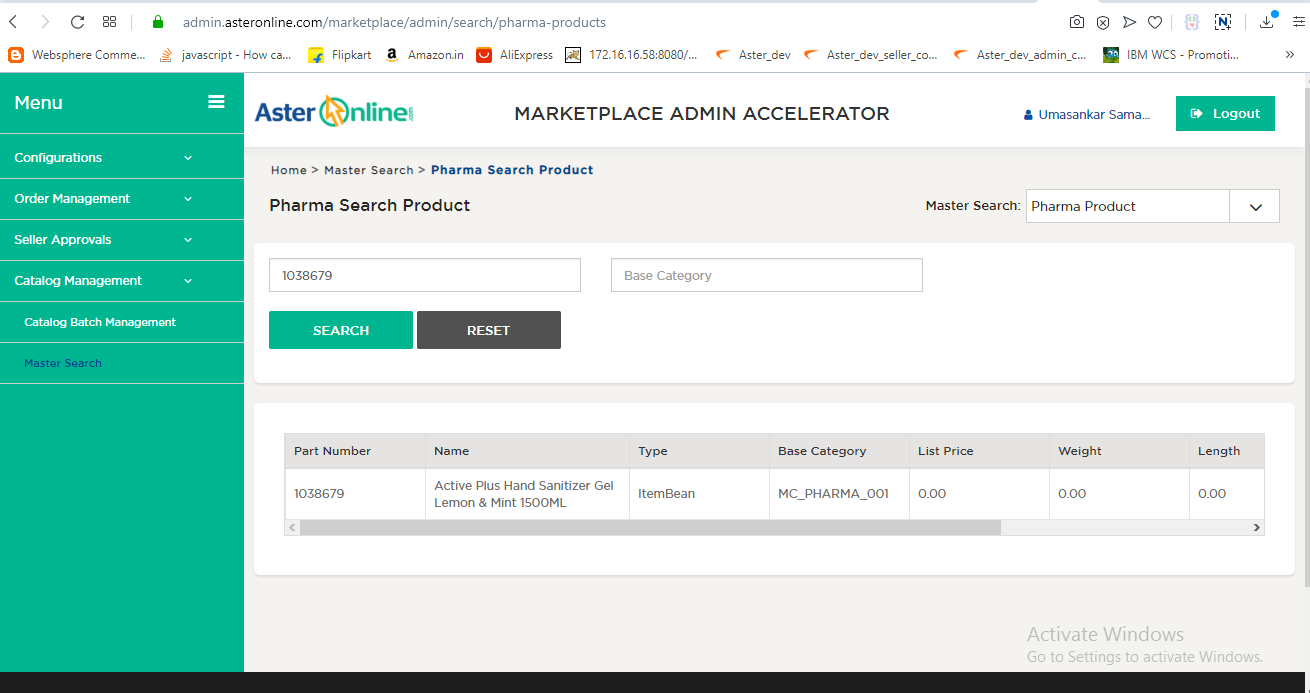 admin.asteronline.com/marketplace/admin/search/pharma-products
Websphere Comme...
javascript - How ca...
Flipkart
Amazon.in
AliExpress
172.16.16.58:8080/...
Aster_dev
Aster_dev_seller_co...
Aster_dev_admin_c...
IBM WCS - Promoti...
»
Menu
Aster Online
MARKETPLACE ADMIN ACCELERATOR
Umasankar Sama...
Logout
Configurations
Order Management
Seller Approvals
Catalog Management
Catalog Batch Management
Master Search
Home > Master Search > Pharma Search Product
Pharma Search Product
Master Search:
Pharma Product
1038679
Base Category
SEARCH
RESET
Part Number Name Type Base Category List Price Weight Length
1038679
Active Plus Hand Sanitizer Gel
Lemon & Mint 1500ML
ItemBean MC_PHARMA_001 0.00 0.00 0.00
Activate Windows
Go to Settings to activate Windows.